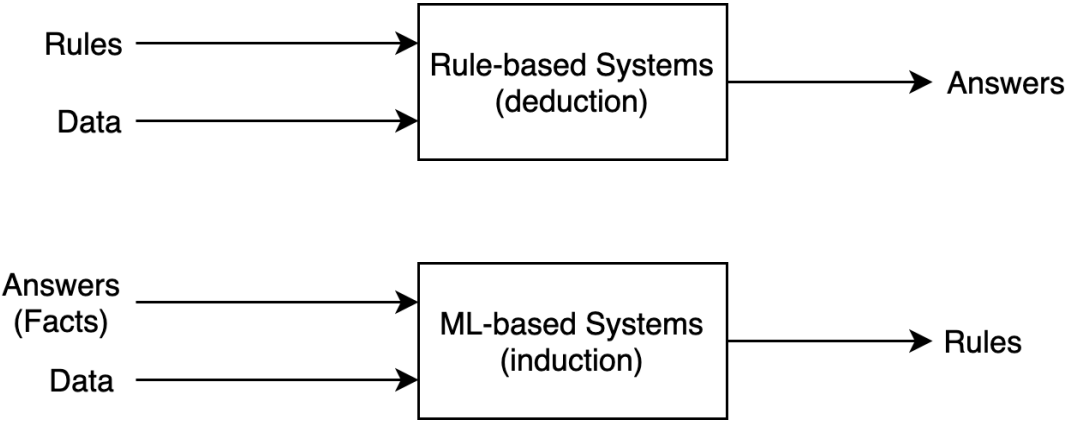 Rules
Data
Rule-based Systems
(deduction)
Answers
Answers
(Facts)
Data
ML-based Systems
(induction)
Rules